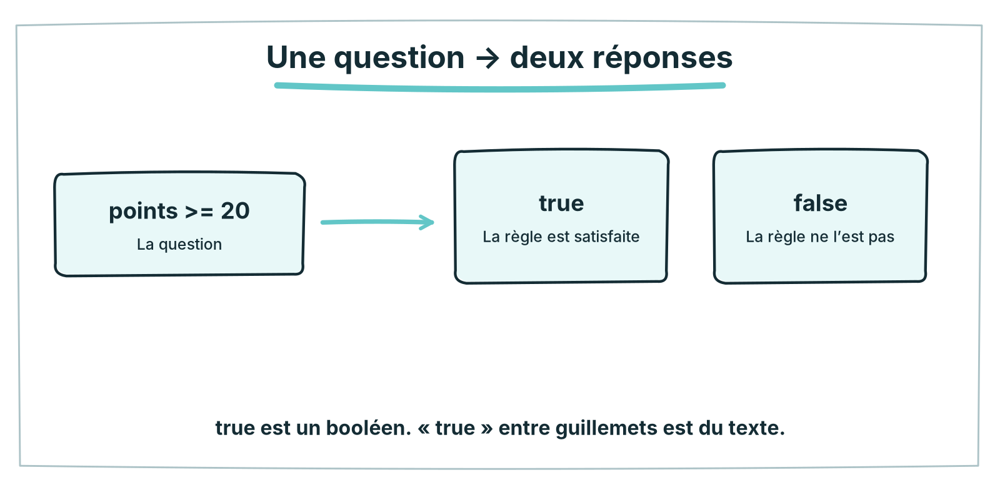 Une question → deux réponses
points >= 20
La question
true
La règle est satisfaite
false
La règle ne l’est pas
true est un booléen. « true » entre guillemets est du texte.